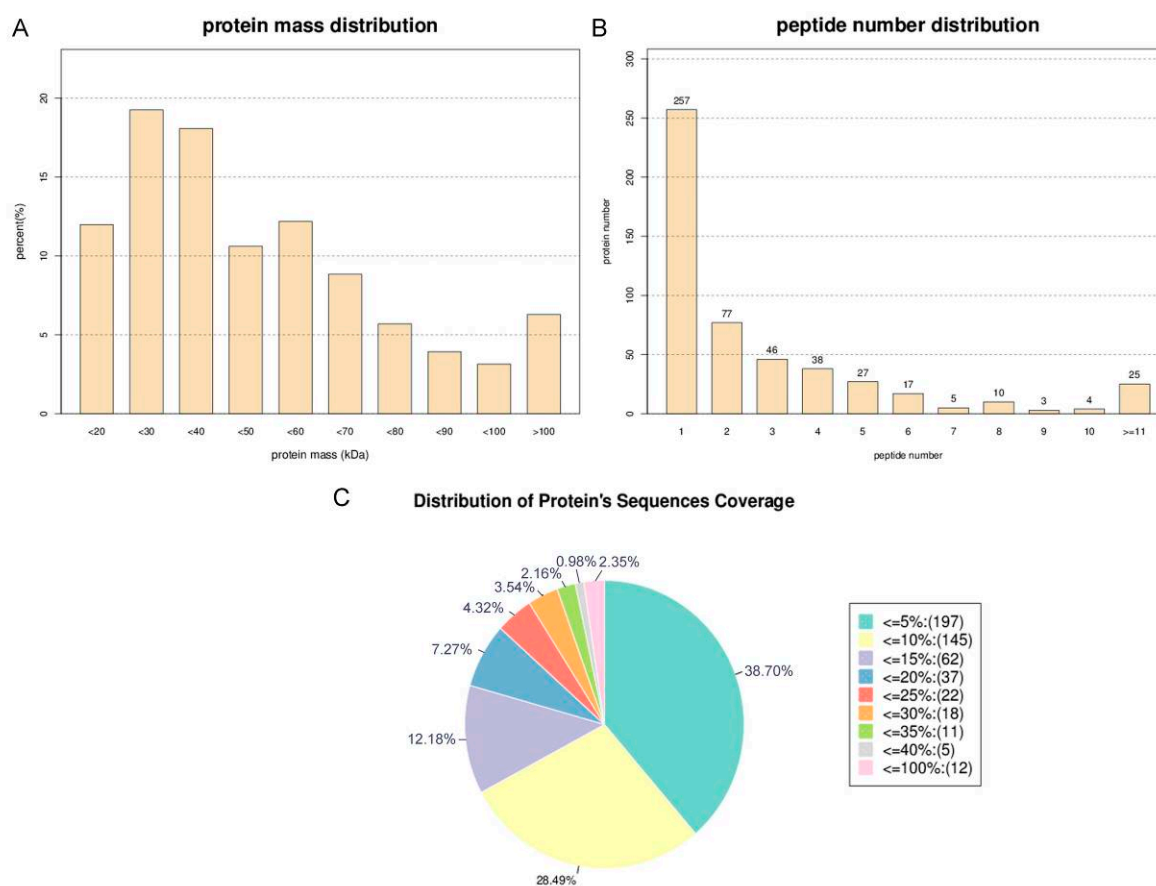 A
protein mass distribution
percent(%)
20
15
10
5
0
<20 <30 <40 <50 <60 <70 <80 <90 <100 >100
protein mass (kDa)
B
peptide number distribution
protein number
300
250
200
150
100
50
0
257 77 46 38 27 17 5 10 3 4 25
1 2 3 4 5 6 7 8 9 10 >=11
peptide number
C
Distribution of Protein's Sequences Coverage
0.98% 2.35%
2.16%
3.54%
4.32%
7.27%
12.18%
28.49%
38.70%
<=5%:(197)
<=10%:(145)
<=15%:(62)
<=20%:(37)
<=25%:(22)
<=30%:(18)
<=35%:(11)
<=40%:(5)
<=100%:(12)